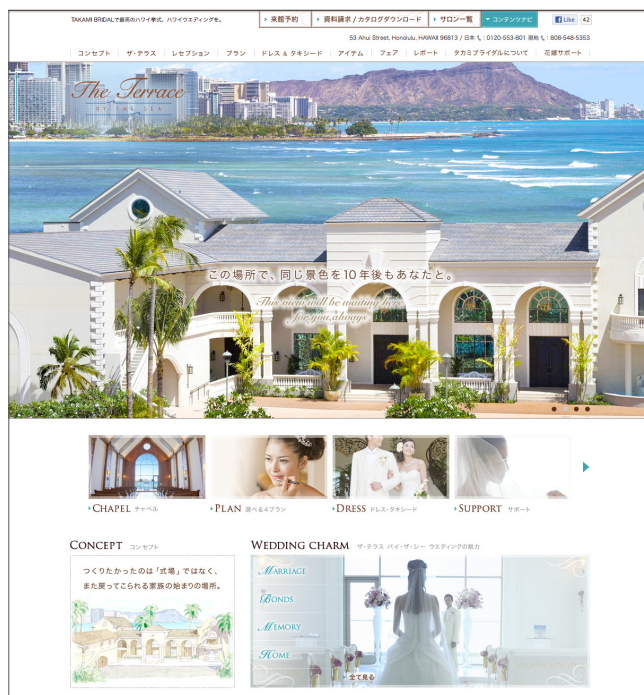 TAKAMI BRIDALで最高のハワイ挙式、ハワイウエディングを。
来館予約
資料請求 / カタログダウンロード
サロン一覧
コンテンツナビ
Like 42
53 Ahui Street, Honolulu, HAWAII 96813 / 日本 : 0120-553-801 現地 : 808-548-5353
コンセプト ザ・テラス レセプション プラン ドレス & タキシード アイテム フェア レポート タカミブライダルについて 花嫁サポート
The Terrace
BY THE SEA
この場所で、同じ景色を10年後もあなたと。
This view will be waiting here
for you,always
CHAPEL チャペル
PLAN 選べる4プラン
DRESS ドレス・タキシード
SUPPORT サポート
CONCEPT コンセプト
つくりたかったのは「式場」ではなく、
また戻ってこられる家族の始まりの場所。
WEDDING CHARM ザ・テラス バイ・ザ・シー ウエディングの魅力
MARRIAGE
BONDS
MEMORY
HOME
全て見る